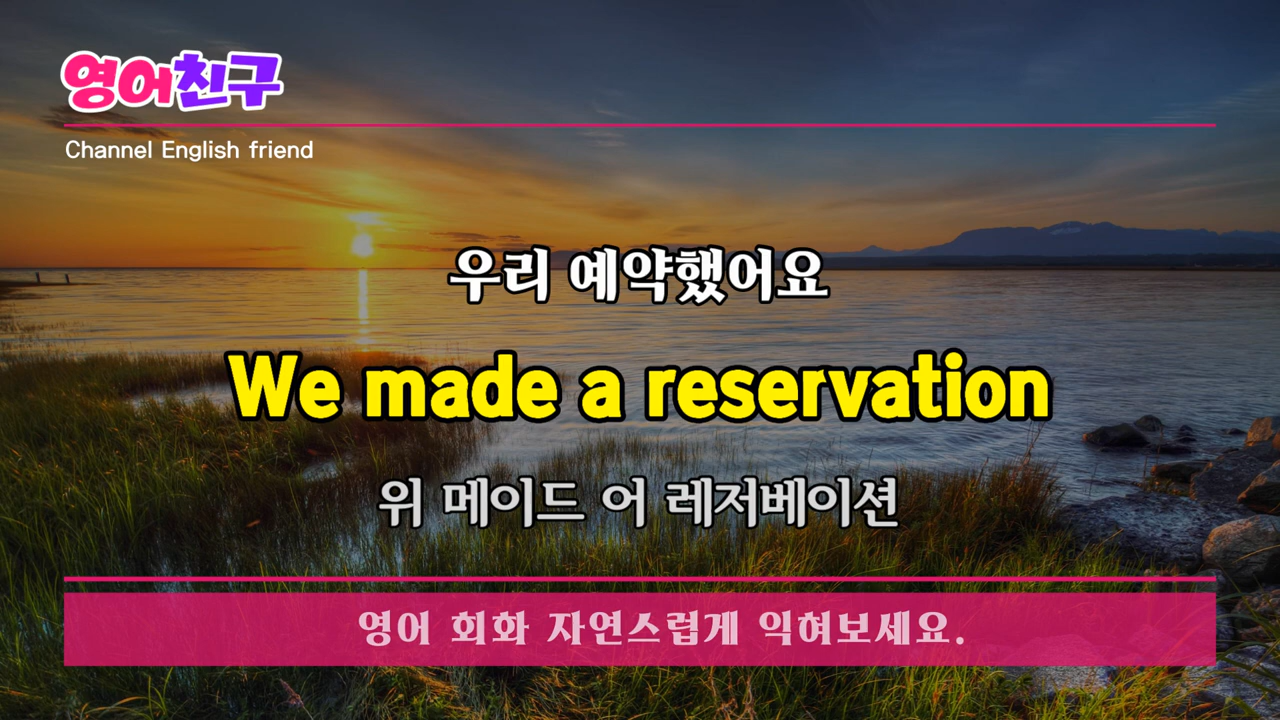 영어친구
Channel English friend
우리 예약했어요
We made a reservation
위 메이드 어 레저베이션
영어 회화 자연스럽게 익혀보세요.